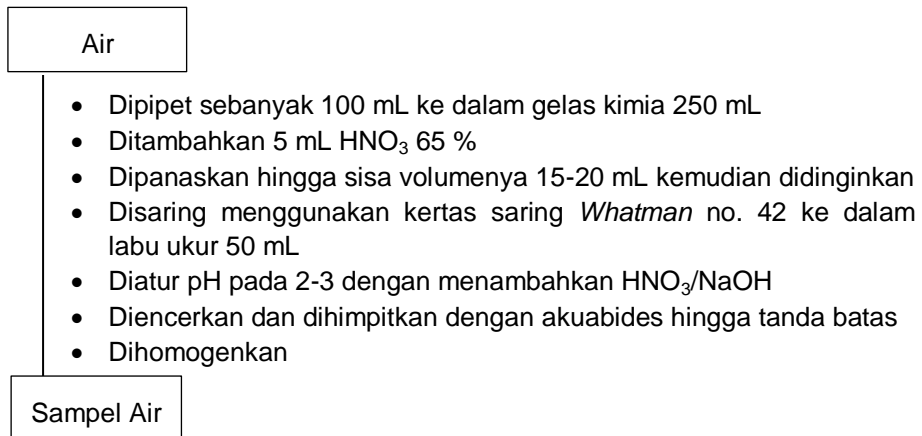 Air
• Dipipet sebanyak 100 mL ke dalam gelas kimia 250 mL
• Ditambahkan 5 mL HNO₃ 65 %
• Dipanaskan hingga sisa volumenya 15-20 mL kemudian didinginkan
• Disaring menggunakan kertas saring Whatman no. 42 ke dalam
labu ukur 50 mL
• Diatur pH pada 2-3 dengan menambahkan HNO₃/NaOH
• Diencerkan dan dihimpitkan dengan akuabides hingga tanda batas
• Dihomogenkan
Sampel Air